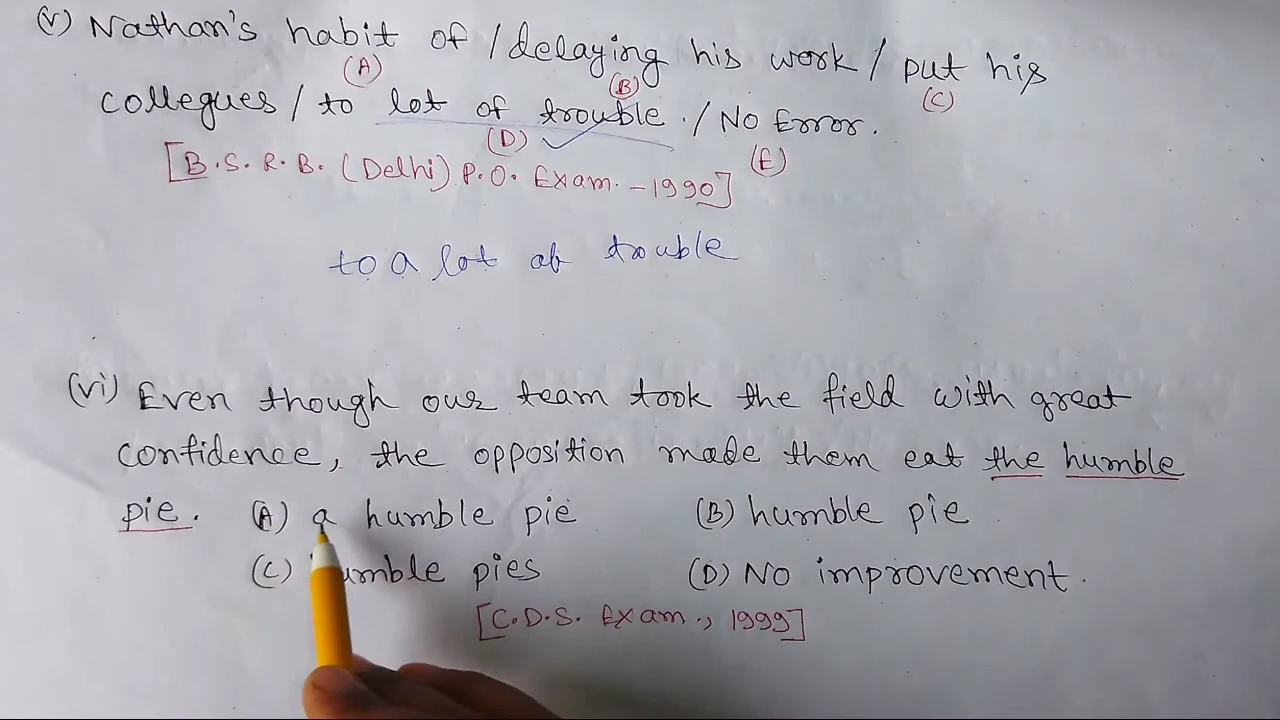 (v) Nathan's habit of / delaying his work / put his
(A) (B) (C)
collegues / to lot of trouble. / No Error.
(D) (E)
[B.S.R.B. (Delhi) P.O. Exam. - 1990]
to a lot of trouble
(vi) Even though our team took the field with great
confidence, the opposition made them eat the humble
pie. (A) a humble pie (B) humble pie
(C) humble pies (D) No improvement.
[C.D.S. Exam., 1999]